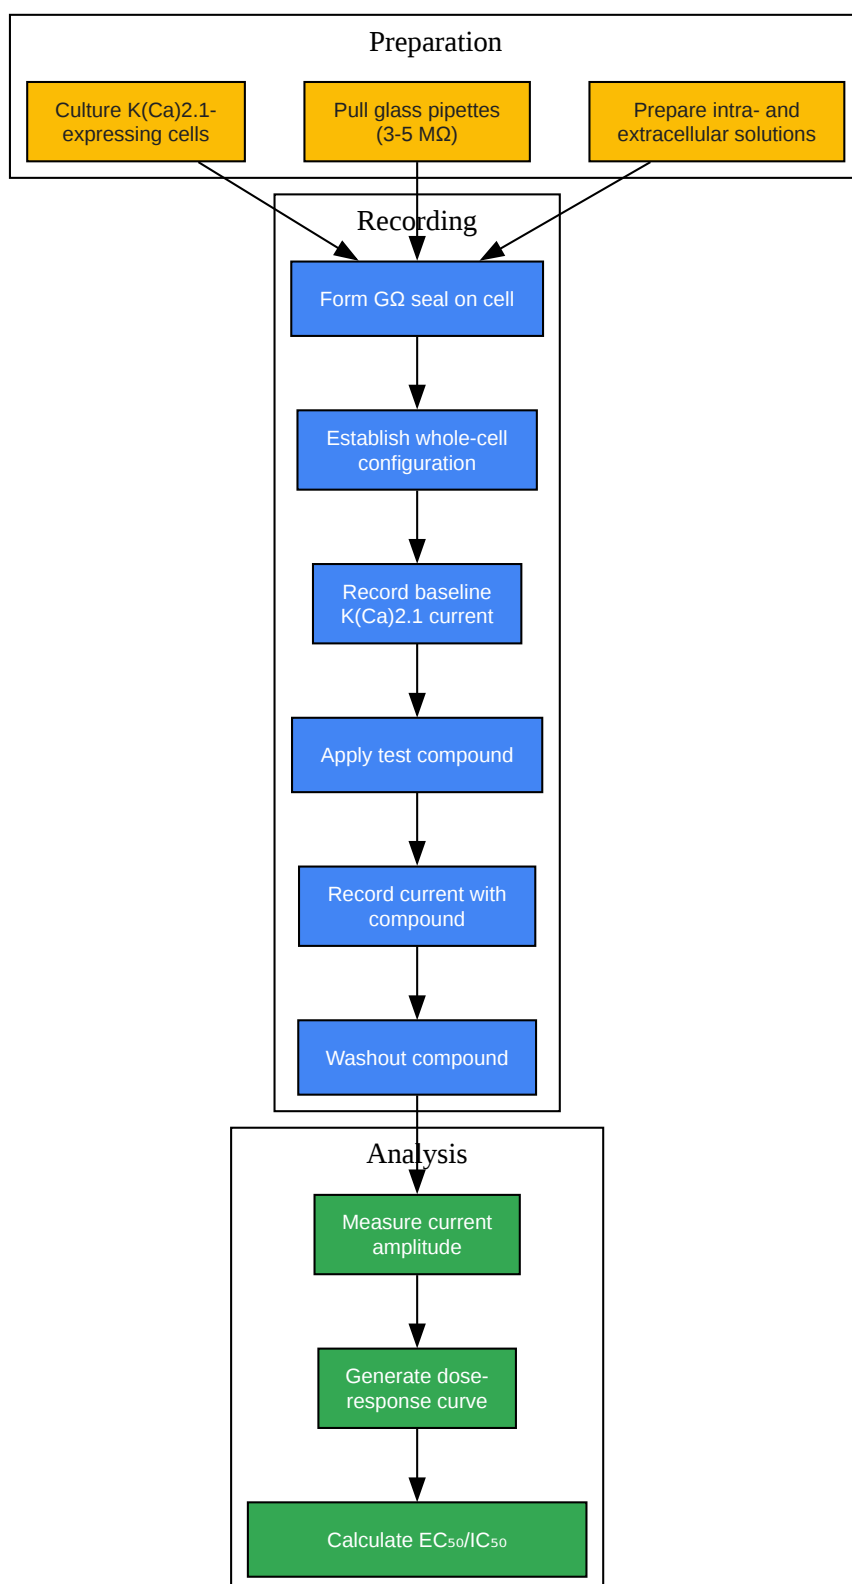 Preparation
Culture K(Ca)2.1-
expressing cells
Pull glass pipettes
(3-5 MΩ)
Prepare intra- and
extracellular solutions
Recording
Form GΩ seal on cell
Establish whole-cell
configuration
Record baseline
K(Ca)2.1 current
Apply test compound
Record current with
compound
Washout compound
Analysis
Measure current
amplitude
Generate dose-
response curve
Calculate EC₅₀/IC₅₀